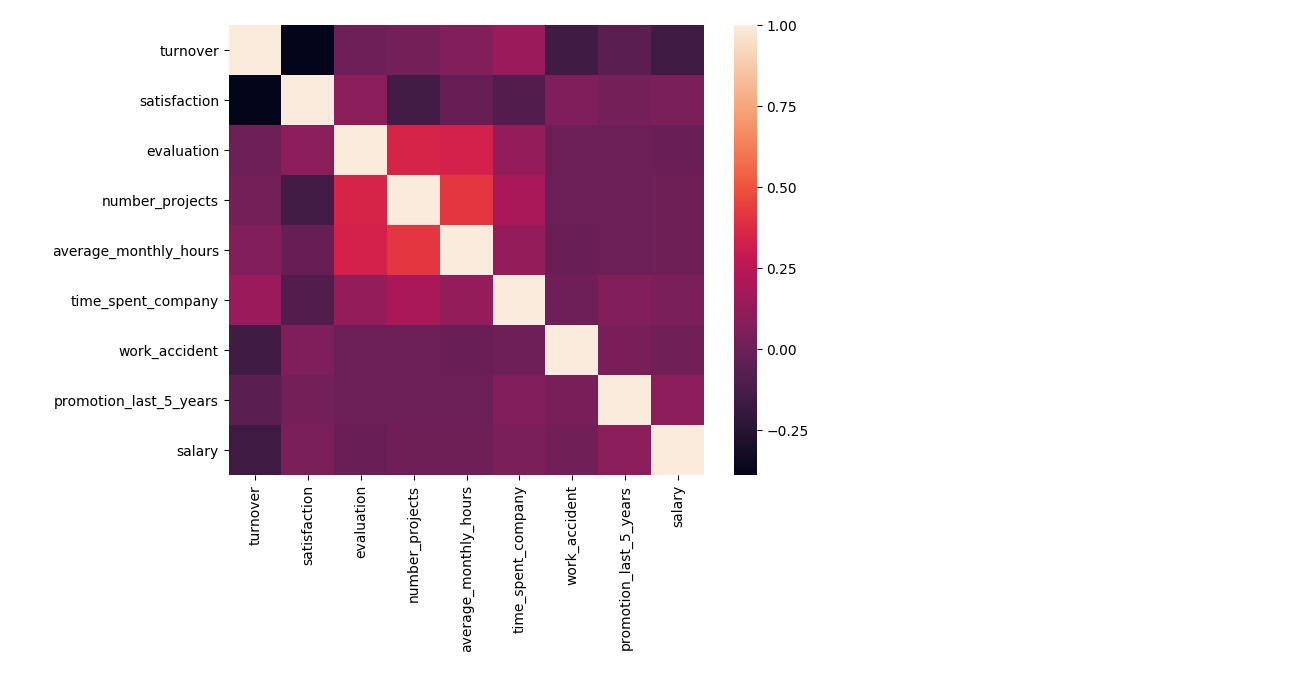 turnover
satisfaction
evaluation
number_projects
average_monthly_hours
time_spent_company
work_accident
promotion_last_5_years
salary
turnover
satisfaction
evaluation
number_projects
average_monthly_hours
time_spent_company
work_accident
promotion_last_5_years
salary
1.00
0.75
0.50
0.25
0.00
−0.25